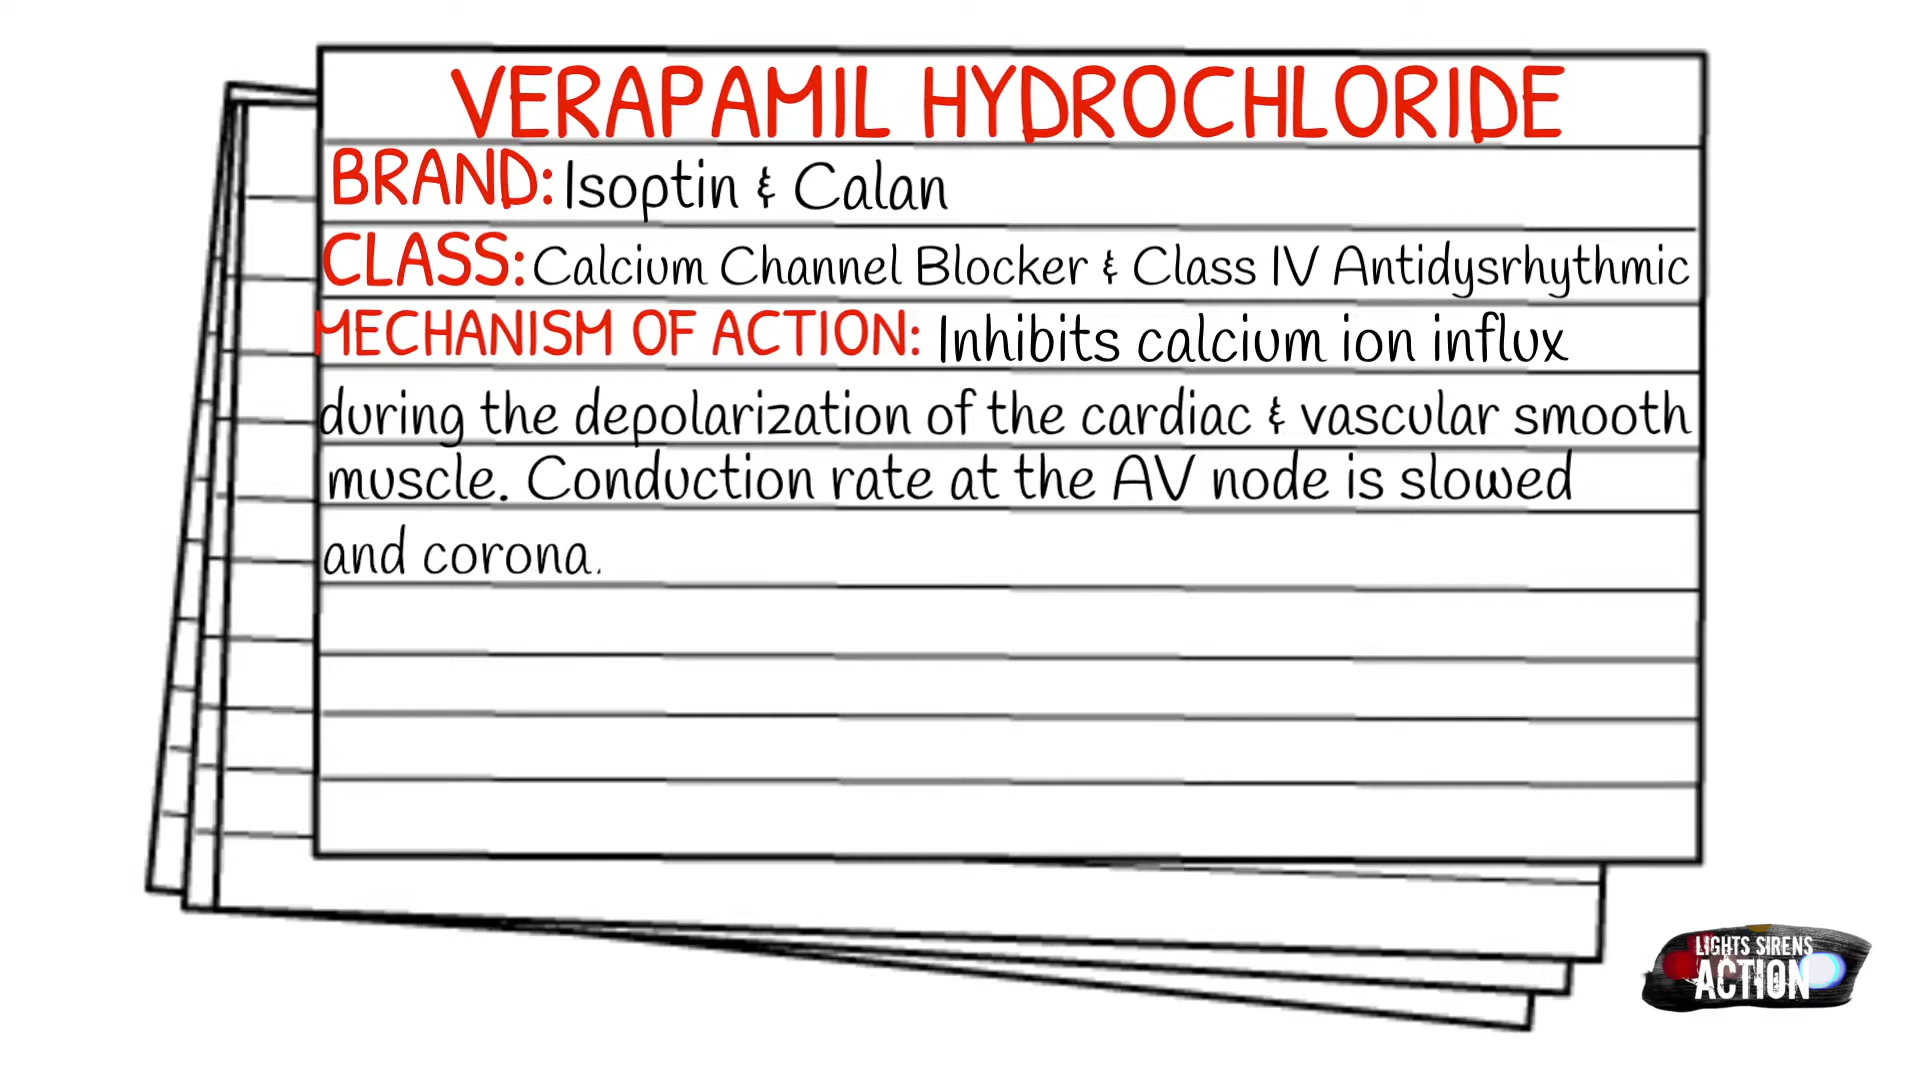 VERAPAMIL HYDROCHLORIDE
BRAND: Isoptin & Calan
CLASS: Calcium Channel Blocker & Class IV Antidysrhythmic
MECHANISM OF ACTION: Inhibits calcium ion influx
during the depolarization of the cardiac & vascular smooth
muscle. Conduction rate at the AV node is slowed
and corona.
LIGHTS SIRENS
ACTION